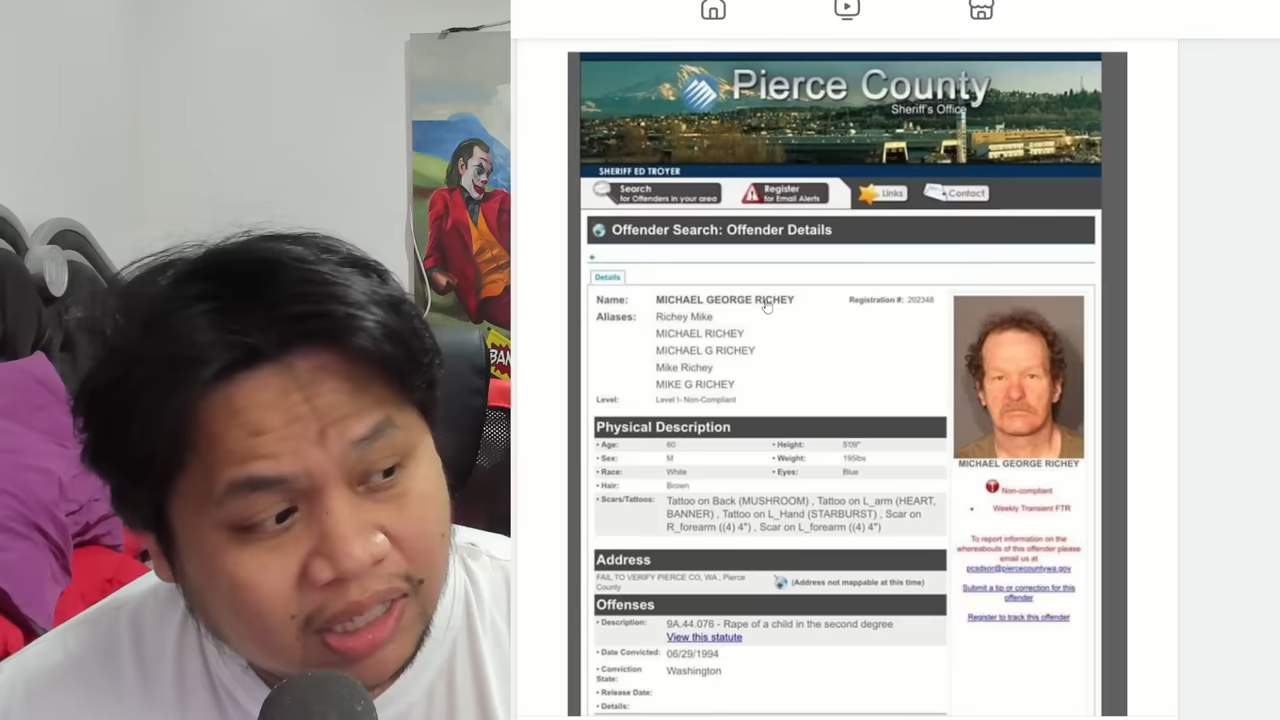 Pierce County
Sheriff's Office
SHERIFF ED TROYER
Search
for Offenders in your area
Register
for Email Alerts
Links
Contact
Offender Search: Offender Details
Details
Name: MICHAEL GEORGE RICHEY Registration #: 202348
Aliases: Richey Mike
MICHAEL RICHEY
MICHAEL G RICHEY
Mike Richey
MIKE G RICHEY
Level: Level I- Non-Compliant
Physical Description
• Age: 60 • Height: 5'09"
• Sex: M • Weight: 195lbs
• Race: White • Eyes: Blue
• Hair: Brown
• Scars/Tattoos: Tattoo on Back (MUSHROOM) , Tattoo on L_arm (HEART,
BANNER) , Tattoo on L_Hand (STARBURST) , Scar on
R_forearm ((4) 4") , Scar on L_forearm ((4) 4")
Address
FAIL TO VERIFY PIERCE CO, WA , Pierce
County
(Address not mappable at this time)
Offenses
• Description: 9A.44.076 - Rape of a child in the second degree
View this statute
• Date Convicted: 06/29/1994
• Conviction
State: Washington
• Release Date:
• Details:
MICHAEL GEORGE RICHEY
Non-compliant
• Weekly Transient FTR
To report information on the
whereabouts of this offender please
email us at
pcsdsor@piercecountywa.gov
Submit a tip or correction for this
offender
Register to track this offender
BAN